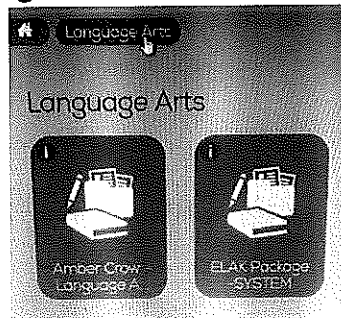 Language Arts
Language Arts
i
i
Amber Crow -
Language A
ELAK Package
SYSTEM